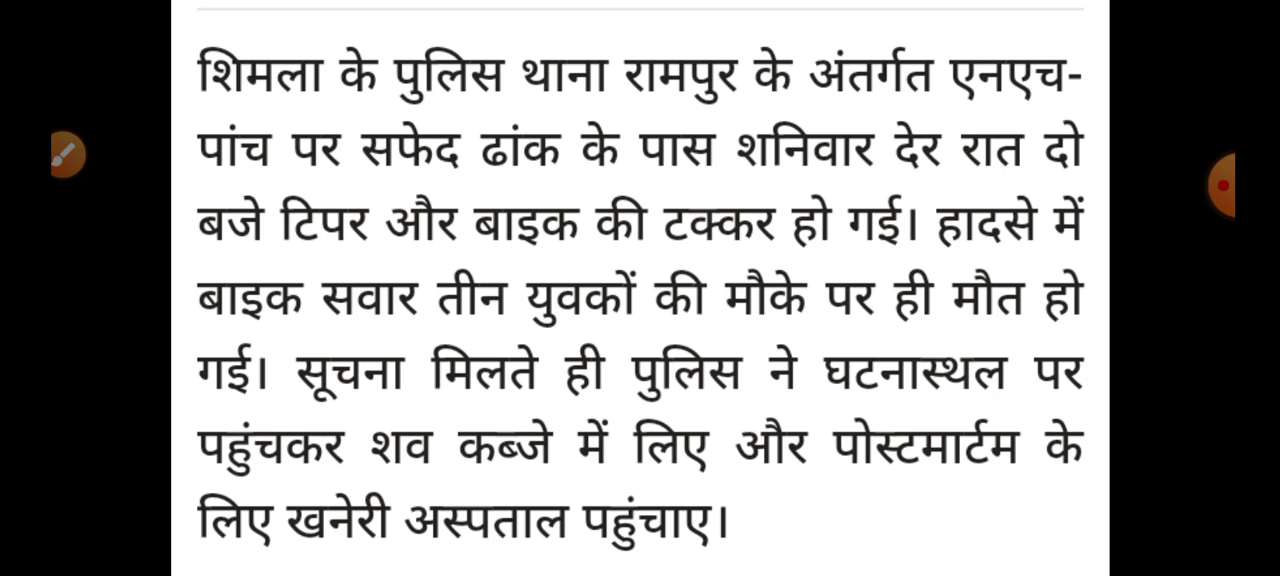 शिमला के पुलिस थाना रामपुर के अंतर्गत एनएच-
पांच पर सफेद ढांक के पास शनिवार देर रात दो
बजे टिपर और बाइक की टक्कर हो गई। हादसे में
बाइक सवार तीन युवकों की मौके पर ही मौत हो
गई। सूचना मिलते ही पुलिस ने घटनास्थल पर
पहुंचकर शव कब्जे में लिए और पोस्टमार्टम के
लिए खनेरी अस्पताल पहुंचाए।